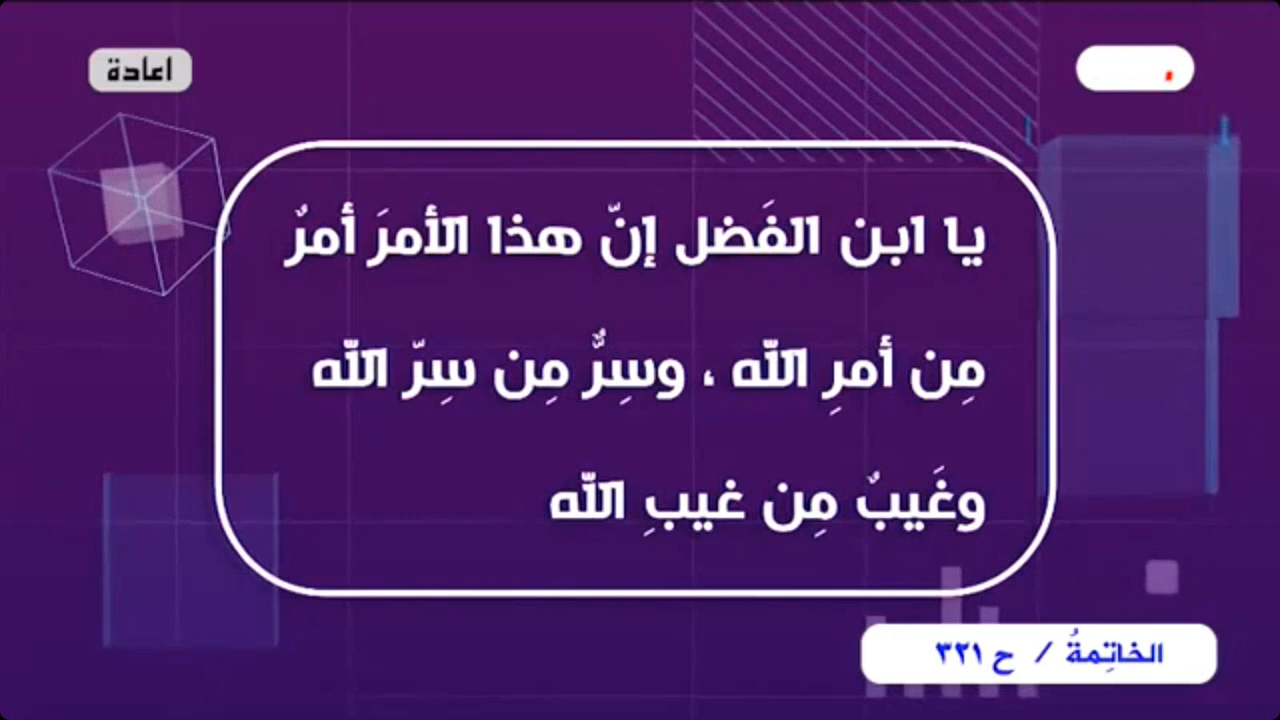 اعادة
يا ابن الفَضل إنّ هذا الأمرَ أمرٌ
مِن أمرِ الله ، وسِرٌّ مِن سِرّ الله
وغَيبٌ مِن غيبِ الله
الخاتِمةُ / ح ٣٢١